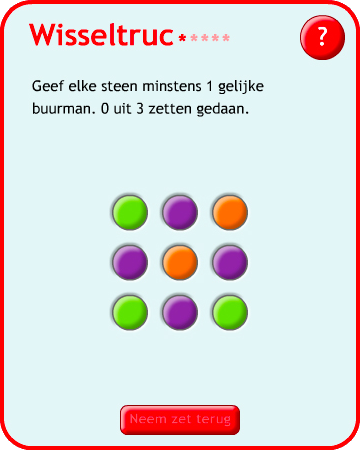 Wisseltruc *****
?
Geef elke steen minstens 1 gelijke
buurman. 0 uit 3 zetten gedaan.
Neem zet terug